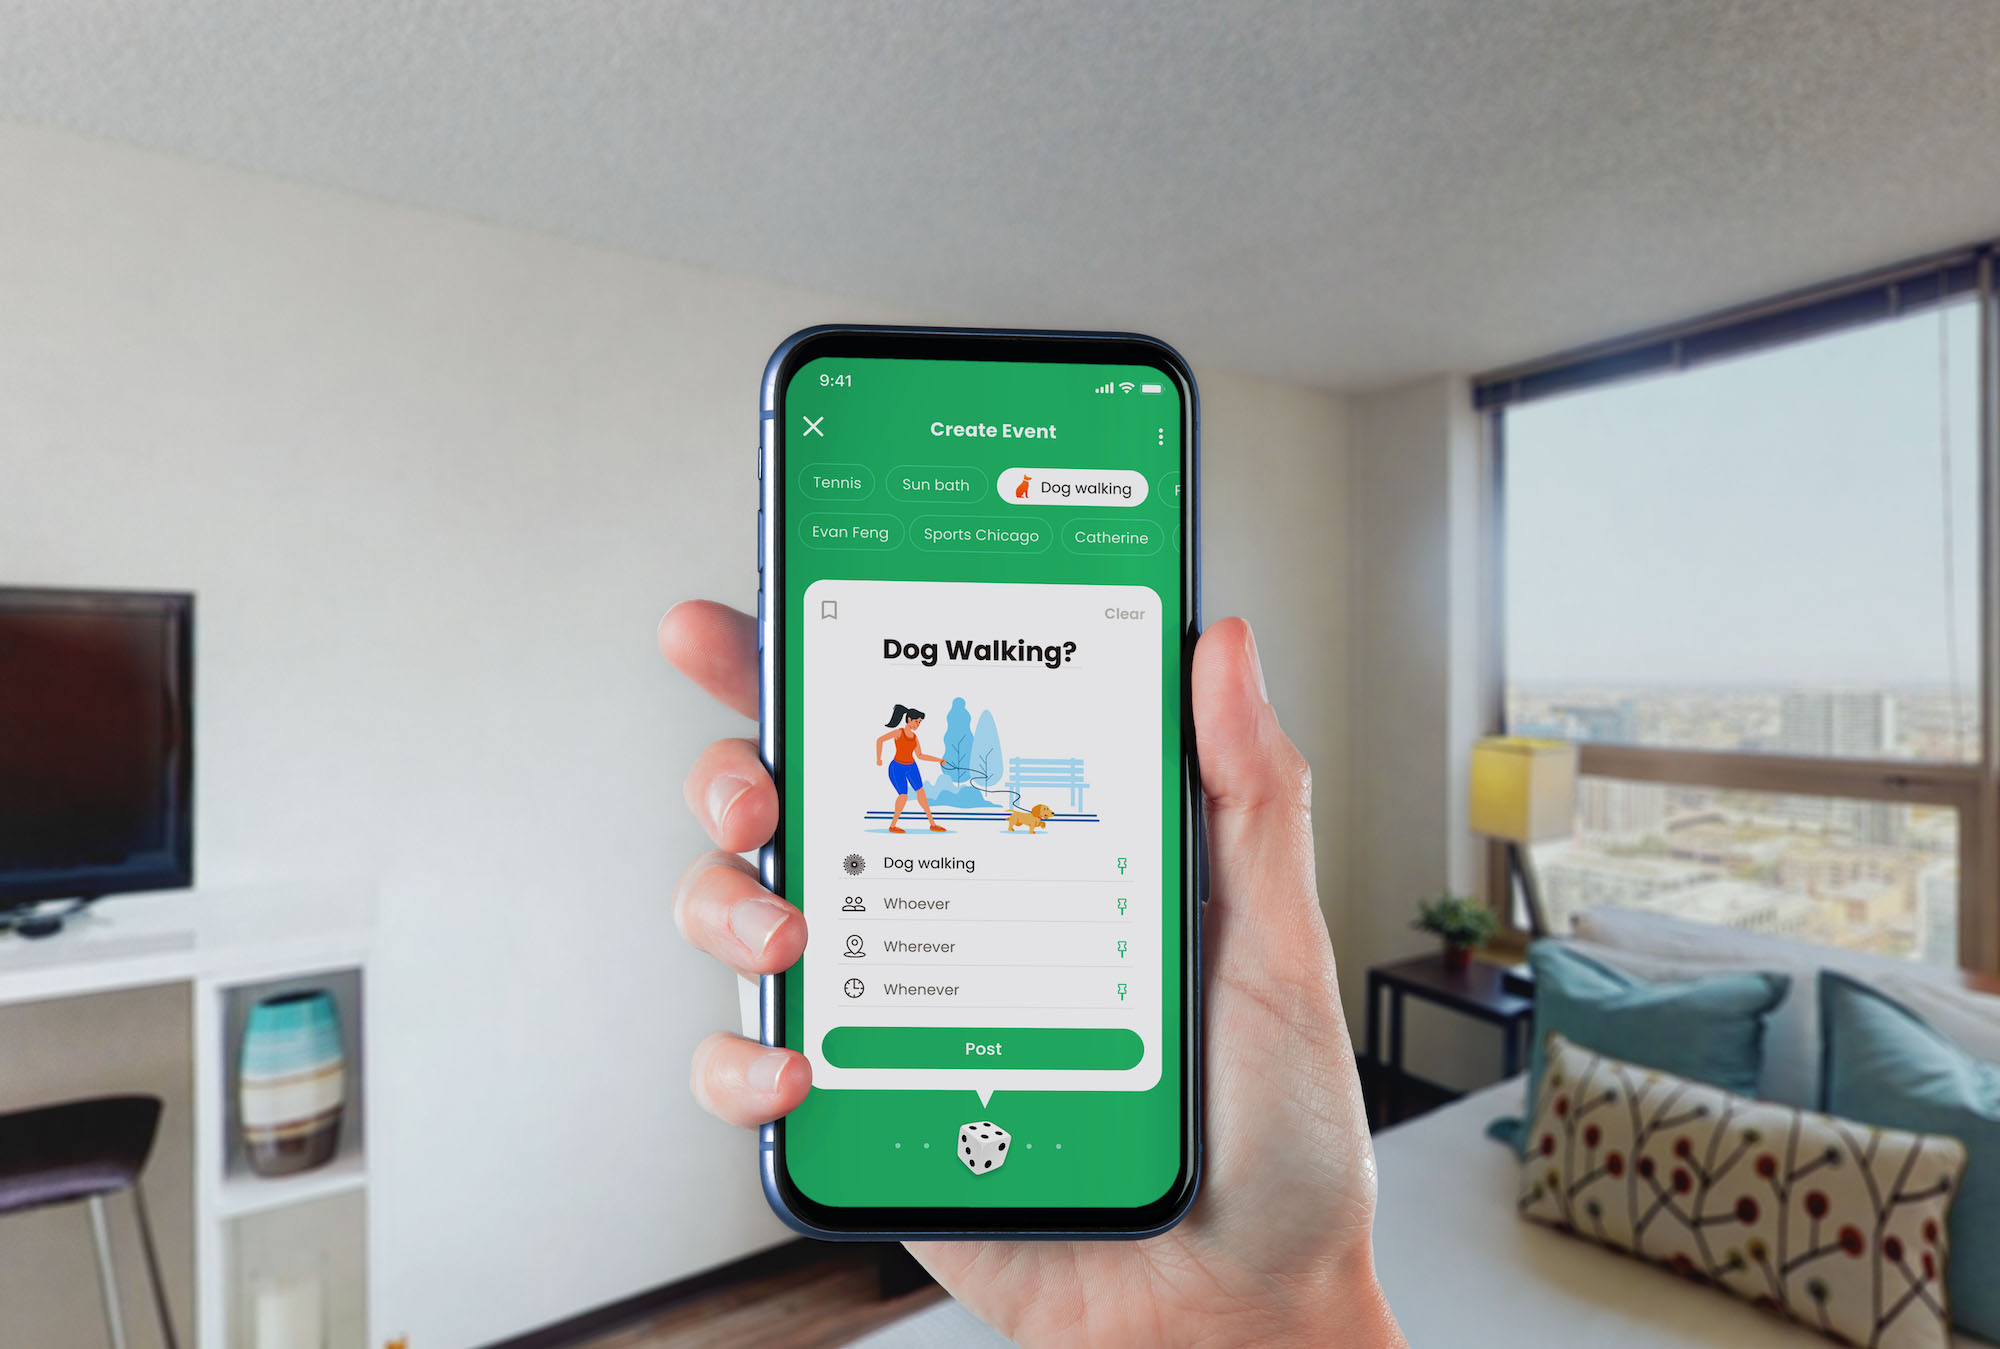 9:41
Create Event
Tennis Sun bath Dog walking
Evan Feng Sports Chicago Catherine
Clear
Dog Walking?
Dog walking
Whoever
Wherever
Whenever
Post